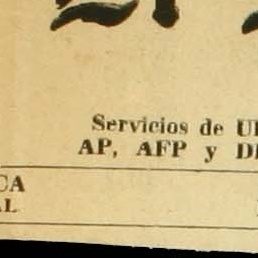 Servicios de U
AP, AFP y D
CA
AL